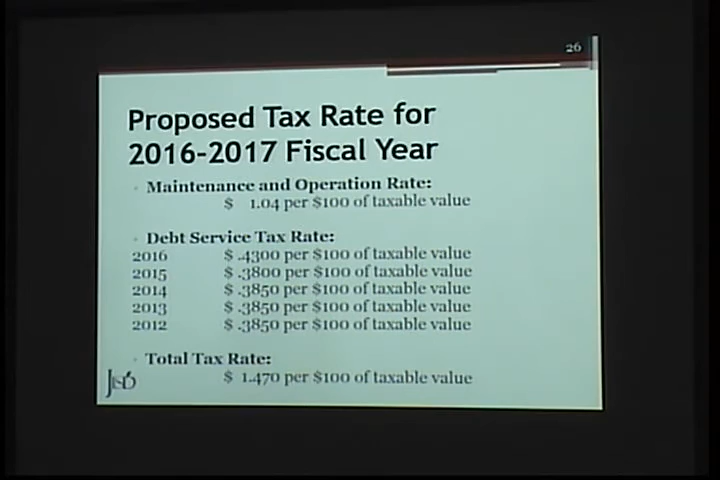 26
Proposed Tax Rate for
2016-2017 Fiscal Year
Maintenance and Operation Rate:
$ 1.04 per $100 of taxable value
Debt Service Tax Rate:
2016 $ .4300 per $100 of taxable value
2015 $ .3800 per $100 of taxable value
2014 $ .3850 per $100 of taxable value
2013 $ .3850 per $100 of taxable value
2012 $ .3850 per $100 of taxable value
Total Tax Rate:
$ 1.470 per $100 of taxable value
JISD